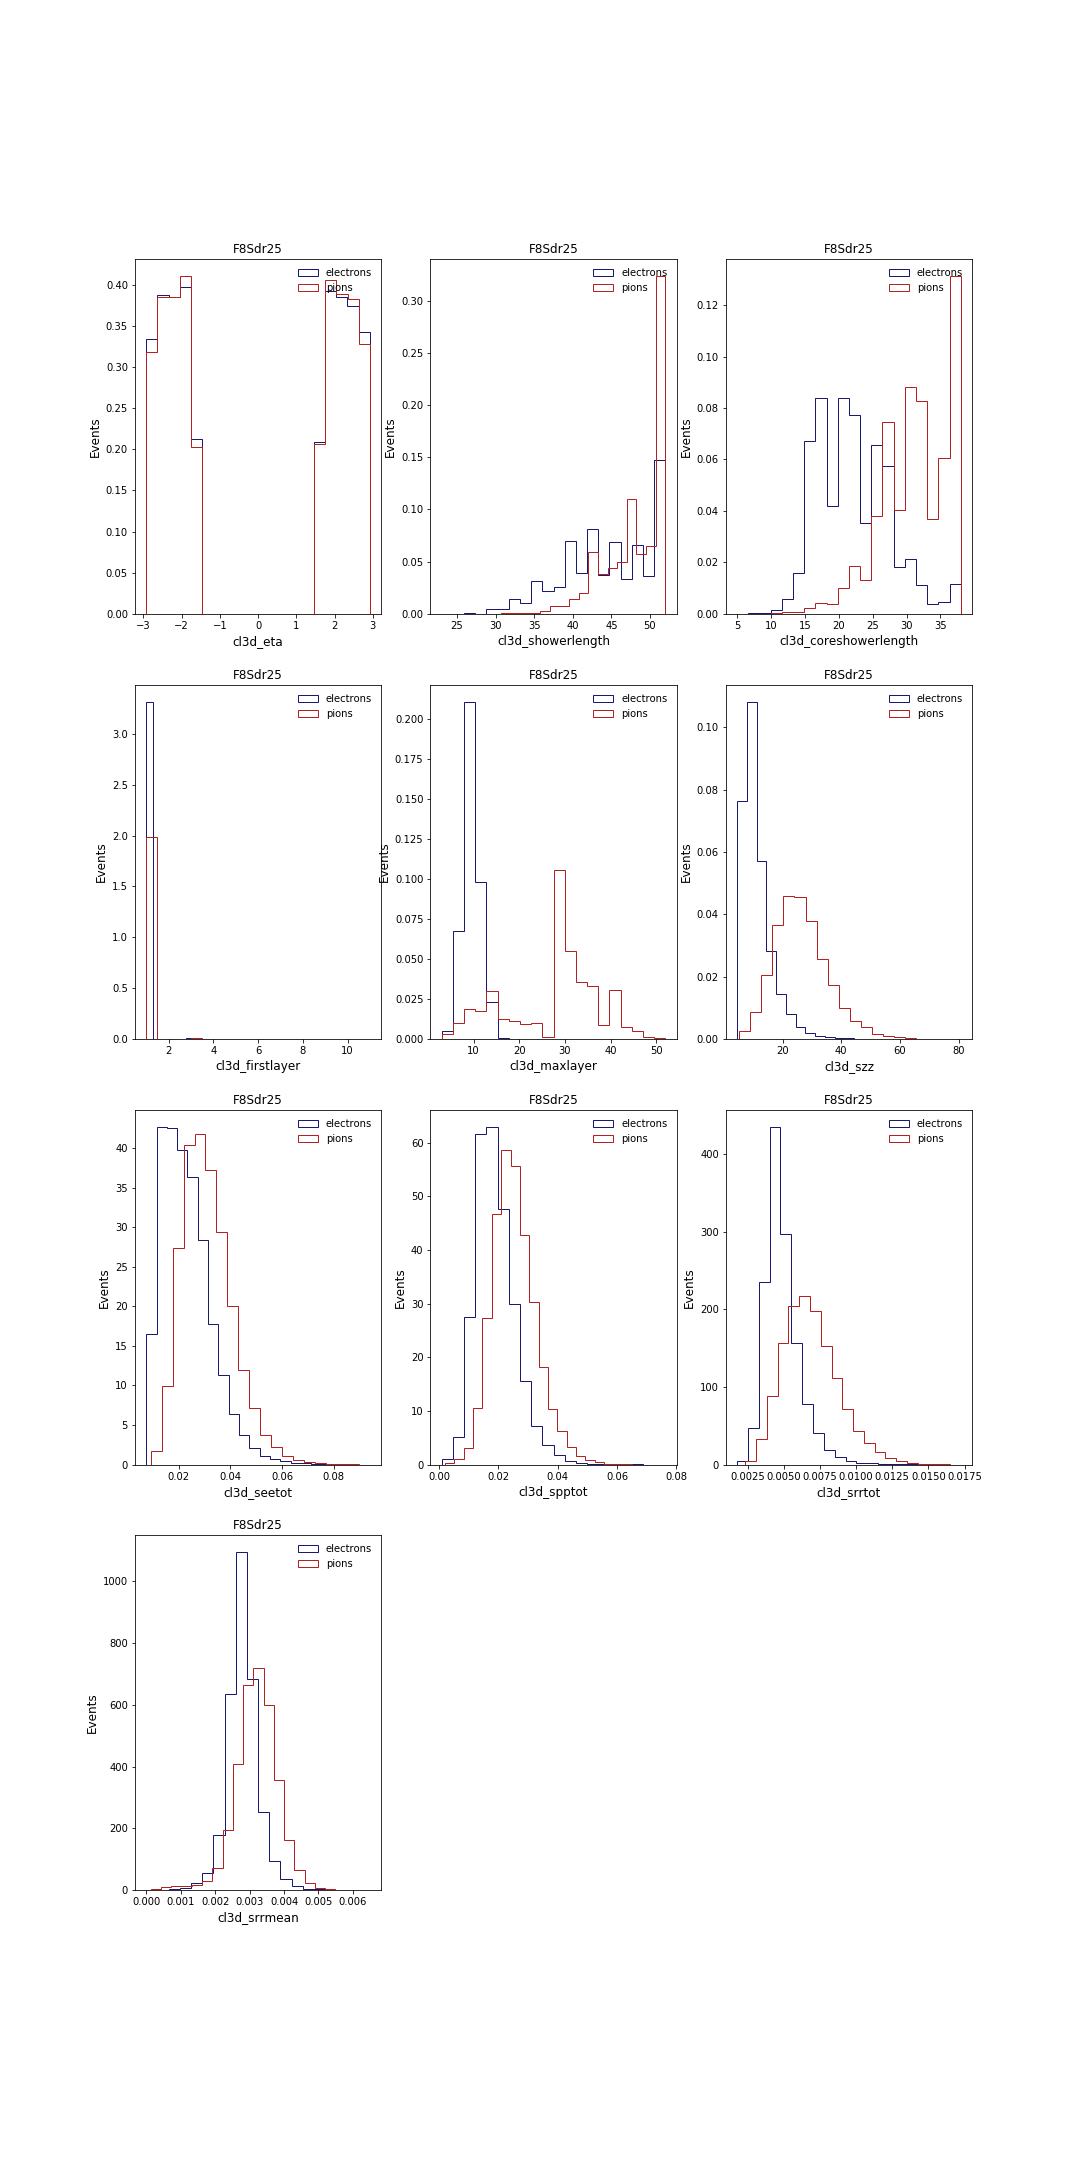 F8Sdr25 F8Sdr25 F8Sdr25
electrons electrons electrons
pions pions pions
Events Events Events
0.00 0.05 0.10 0.15 0.20 0.25 0.30 0.35 0.40
−3 −2 −1 0 1 2 3
cl3d_eta
0.00 0.05 0.10 0.15 0.20 0.25 0.30
25 30 35 40 45 50
cl3d_showerlength
0.00 0.02 0.04 0.06 0.08 0.10 0.12
5 10 15 20 25 30 35
cl3d_coreshowerlength
F8Sdr25 F8Sdr25 F8Sdr25
electrons electrons electrons
pions pions pions
Events Events Events
0.0 0.5 1.0 1.5 2.0 2.5 3.0
2 4 6 8 10
cl3d_firstlayer
0.000 0.025 0.050 0.075 0.100 0.125 0.150 0.175 0.200
10 20 30 40 50
cl3d_maxlayer
0.00 0.02 0.04 0.06 0.08 0.10
20 40 60 80
cl3d_szz
F8Sdr25 F8Sdr25 F8Sdr25
electrons electrons electrons
pions pions pions
Events Events Events
0 5 10 15 20 25 30 35 40
0.02 0.04 0.06 0.08
cl3d_seetot
0 10 20 30 40 50 60
0.00 0.02 0.04 0.06 0.08
cl3d_spptot
0 100 200 300 400
0.0025 0.0050 0.0075 0.0100 0.0125 0.0150 0.0175
cl3d_srrtot
F8Sdr25
electrons
pions
Events
0 200 400 600 800 1000
0.000 0.001 0.002 0.003 0.004 0.005 0.006
cl3d_srrmean